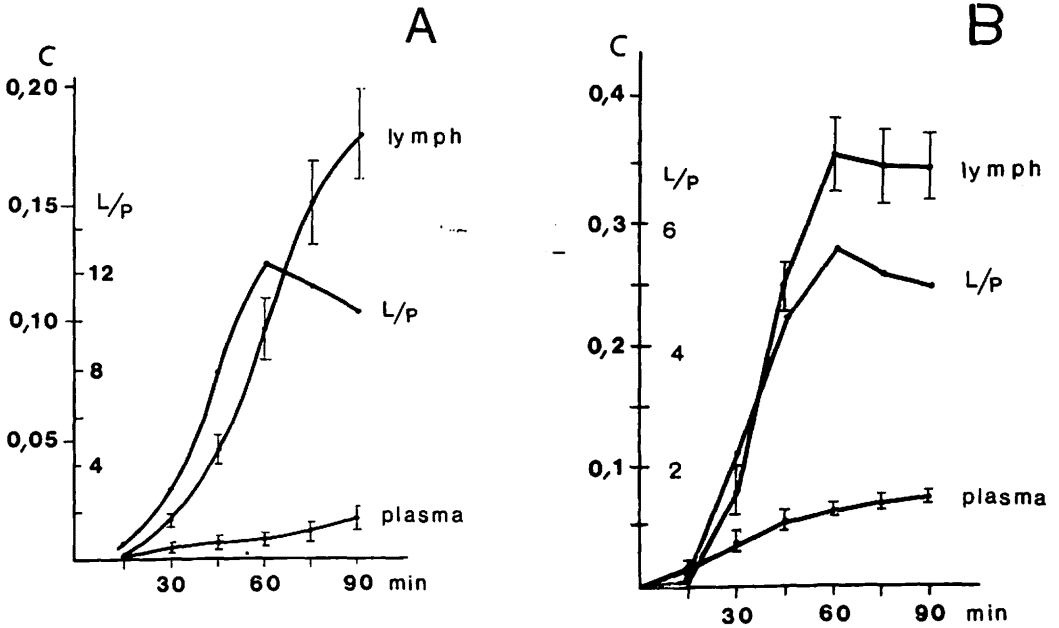 A
C
0,20
lymph
0,15
L/P
12
0,10
L/P
8
0,05
4
plasma
30 60 90 min
B
C
0,4
L/P
lymph
0,3
6
L/P
0,2
4
0,1
2
plasma
30 60 90 min